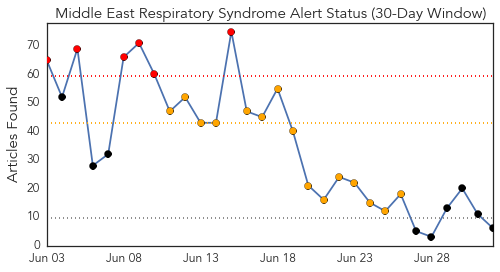 Middle East Respiratory Syndrome Alert Status (30-Day Window)
Articles Found
70
60
50
40
30
20
10
0
Jun 03 Jun 08 Jun 13 Jun 18 Jun 23 Jun 28